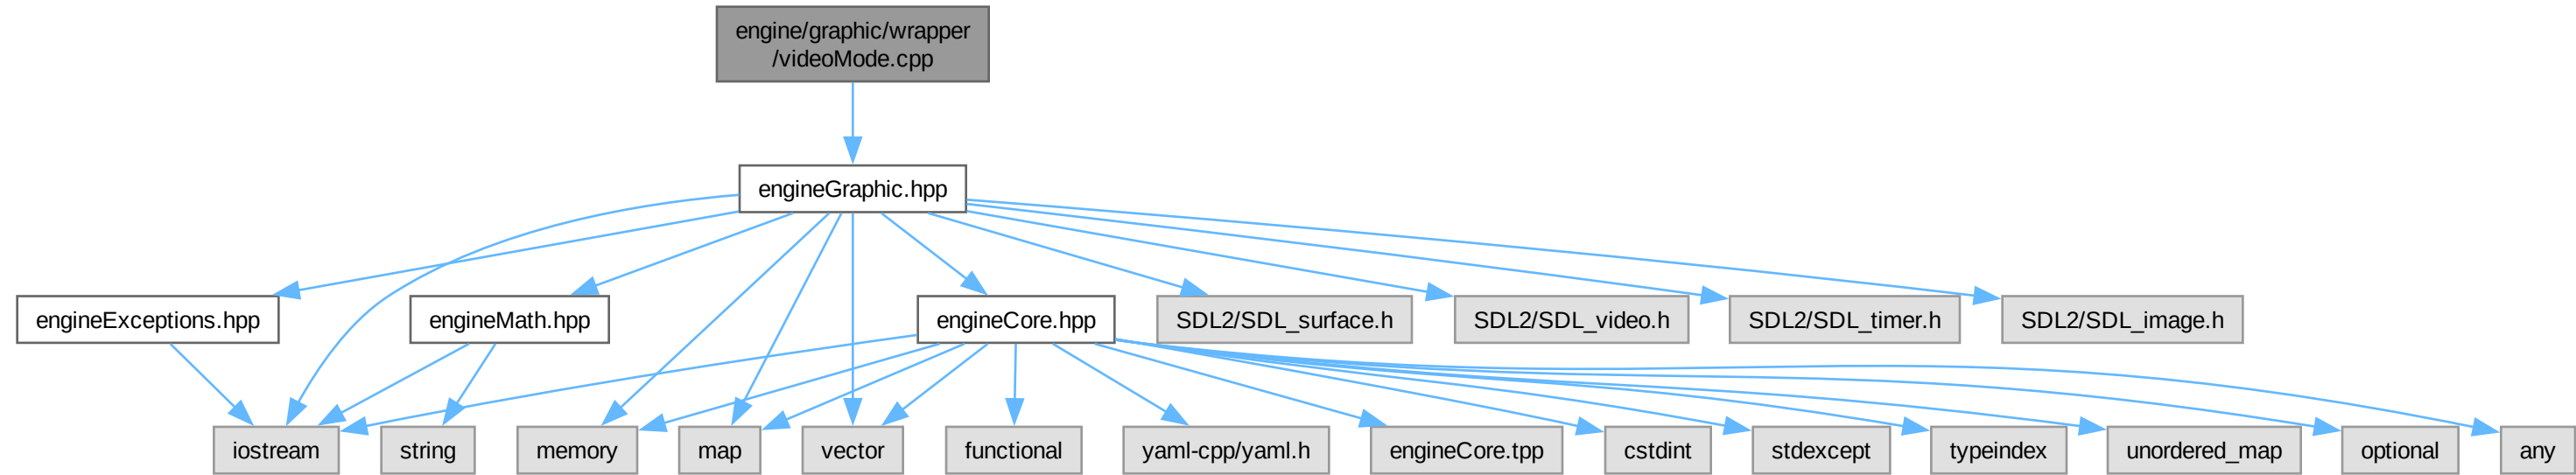 engine/graphic/wrapper
/videoMode.cpp
engineGraphic.hpp
engineExceptions.hpp
engineMath.hpp
engineCore.hpp
SDL2/SDL_surface.h
SDL2/SDL_video.h
SDL2/SDL_timer.h
SDL2/SDL_image.h
iostream
string
memory
map
vector
functional
yaml-cpp/yaml.h
engineCore.tpp
cstdint
stdexcept
typeindex
unordered_map
optional
any